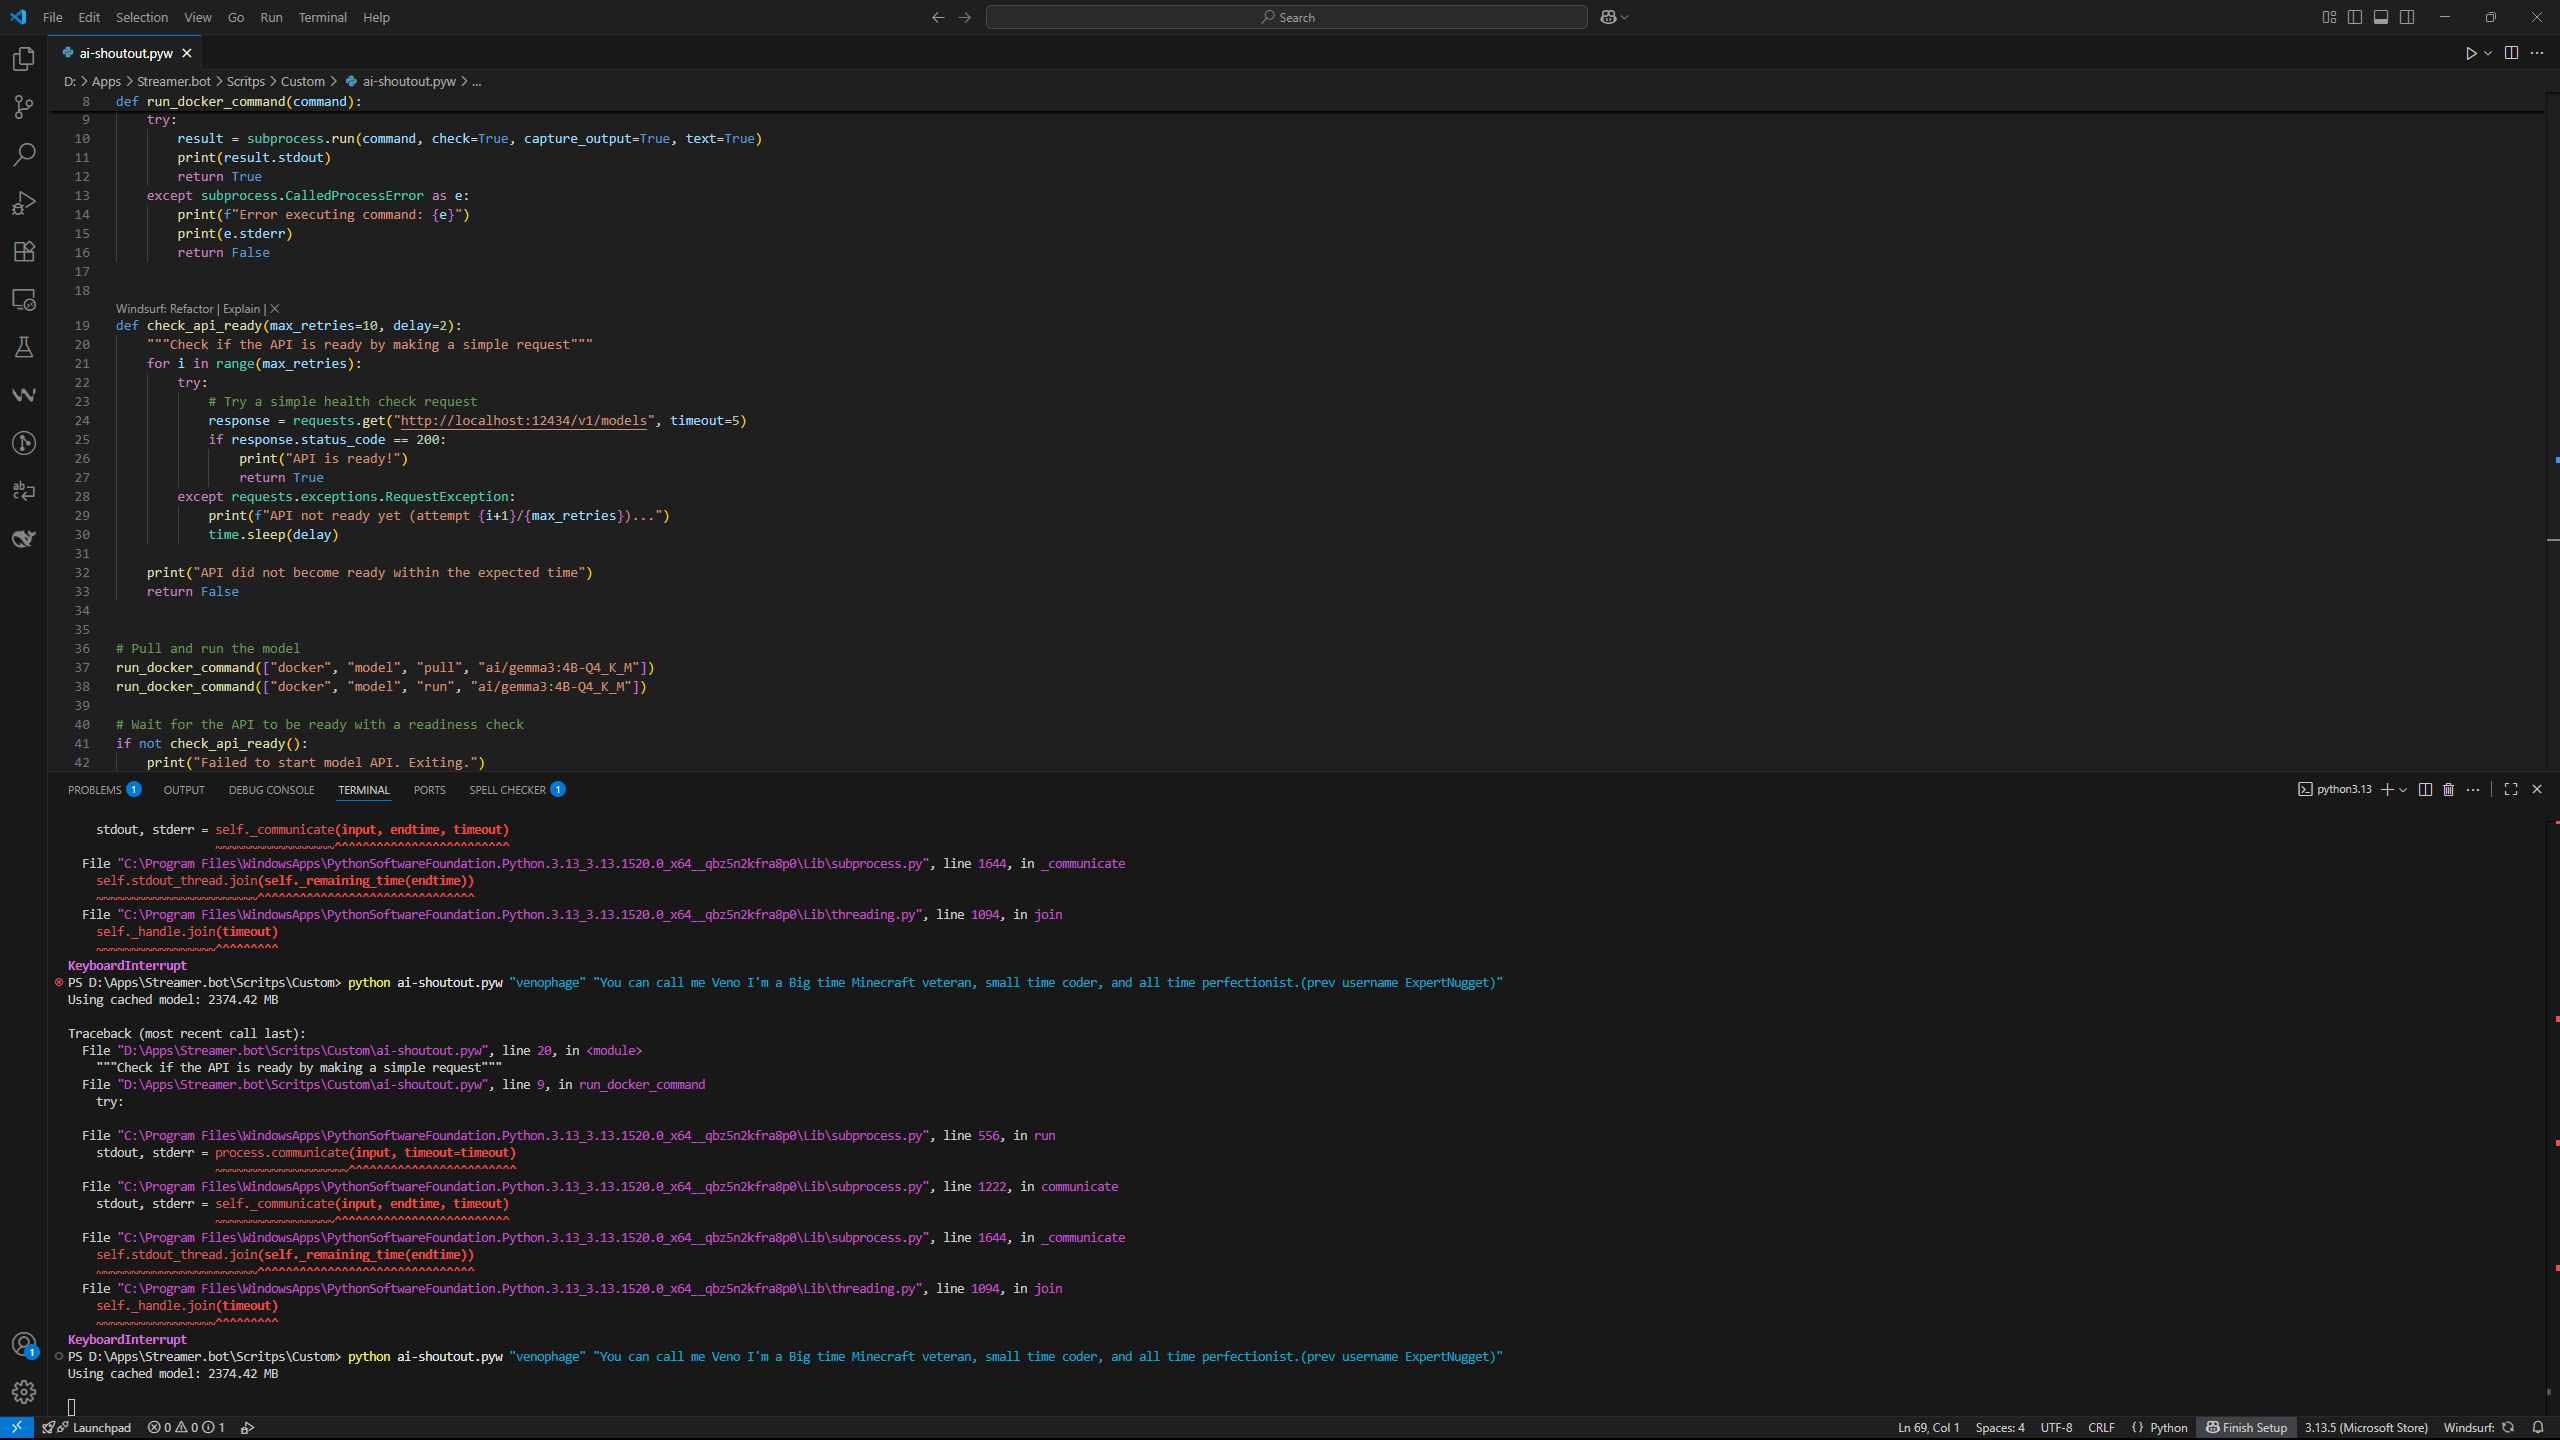 File Edit Selection View Go Run Terminal Help
Search
ai-shoutout.pyw
D: > Apps > Streamer.bot > Scritps > Custom > ai-shoutout.pyw > ...
8 def run_docker_command(command):
9 try:
10 result = subprocess.run(command, check=True, capture_output=True, text=True)
11 print(result.stdout)
12 return True
13 except subprocess.CalledProcessError as e:
14 print(f"Error executing command: {e}")
15 print(e.stderr)
16 return False
17
18
Windsurf: Refactor | Explain | X
19 def check_api_ready(max_retries=10, delay=2):
20 """Check if the API is ready by making a simple request"""
21 for i in range(max_retries):
22 try:
23 # Try a simple health check request
24 response = requests.get("http://localhost:12434/v1/models", timeout=5)
25 if response.status_code == 200:
26 print("API is ready!")
27 return True
28 except requests.exceptions.RequestException:
29 print(f"API not ready yet (attempt {i+1}/{max_retries})...")
30 time.sleep(delay)
31
32 print("API did not become ready within the expected time")
33 return False
34
35
36 # Pull and run the model
37 run_docker_command(["docker", "model", "pull", "ai/gemma3:4B-Q4_K_M"])
38 run_docker_command(["docker", "model", "run", "ai/gemma3:4B-Q4_K_M"])
39
40 # Wait for the API to be ready with a readiness check
41 if not check_api_ready():
42 print("Failed to start model API. Exiting.")
PROBLEMS 1 OUTPUT DEBUG CONSOLE TERMINAL PORTS SPELL CHECKER 1 python3.13
stdout, stderr = self._communicate(input, endtime, timeout)
~~~~~~~~~~~~~~~~~^^^^^^^^^^^^^^^^^^^^^^^^^
File "C:\Program Files\WindowsApps\PythonSoftwareFoundation.Python.3.13_3.13.1520.0_x64__qbz5n2kfra8p0\Lib\subprocess.py", line 1644, in _communicate
self.stdout_thread.join(self._remaining_time(endtime))
~~~~~~~~~~~~~~~~~~~~~~~^^^^^^^^^^^^^^^^^^^^^^^^^^^^^^^
File "C:\Program Files\WindowsApps\PythonSoftwareFoundation.Python.3.13_3.13.1520.0_x64__qbz5n2kfra8p0\Lib\threading.py", line 1094, in join
self._handle.join(timeout)
~~~~~~~~~~~~~~~~~^^^^^^^^^
KeyboardInterrupt
PS D:\Apps\Streamer.bot\Scritps\Custom> python ai-shoutout.pyw "venophage" "You can call me Veno I'm a Big time Minecraft veteran, small time coder, and all time perfectionist.(prev username ExpertNugget)"
Using cached model: 2374.42 MB
Traceback (most recent call last):
File "D:\Apps\Streamer.bot\Scritps\Custom\ai-shoutout.pyw", line 20, in <module>
"""Check if the API is ready by making a simple request"""
File "D:\Apps\Streamer.bot\Scritps\Custom\ai-shoutout.pyw", line 9, in run_docker_command
try:
File "C:\Program Files\WindowsApps\PythonSoftwareFoundation.Python.3.13_3.13.1520.0_x64__qbz5n2kfra8p0\Lib\subprocess.py", line 556, in run
stdout, stderr = process.communicate(input, timeout=timeout)
~~~~~~~~~~~~~~~~~~~^^^^^^^^^^^^^^^^^^^^^^^^
File "C:\Program Files\WindowsApps\PythonSoftwareFoundation.Python.3.13_3.13.1520.0_x64__qbz5n2kfra8p0\Lib\subprocess.py", line 1222, in communicate
stdout, stderr = self._communicate(input, endtime, timeout)
~~~~~~~~~~~~~~~~~^^^^^^^^^^^^^^^^^^^^^^^^^
File "C:\Program Files\WindowsApps\PythonSoftwareFoundation.Python.3.13_3.13.1520.0_x64__qbz5n2kfra8p0\Lib\subprocess.py", line 1644, in _communicate
self.stdout_thread.join(self._remaining_time(endtime))
~~~~~~~~~~~~~~~~~~~~~~~^^^^^^^^^^^^^^^^^^^^^^^^^^^^^^^
File "C:\Program Files\WindowsApps\PythonSoftwareFoundation.Python.3.13_3.13.1520.0_x64__qbz5n2kfra8p0\Lib\threading.py", line 1094, in join
self._handle.join(timeout)
~~~~~~~~~~~~~~~~~^^^^^^^^^
KeyboardInterrupt
PS D:\Apps\Streamer.bot\Scritps\Custom> python ai-shoutout.pyw "venophage" "You can call me Veno I'm a Big time Minecraft veteran, small time coder, and all time perfectionist.(prev username ExpertNugget)"
Using cached model: 2374.42 MB
1
Launchpad 0 0 1 Ln 69, Col 1 Spaces: 4 UTF-8 CRLF {} Python Finish Setup 3.13.5 (Microsoft Store) Windsurf: